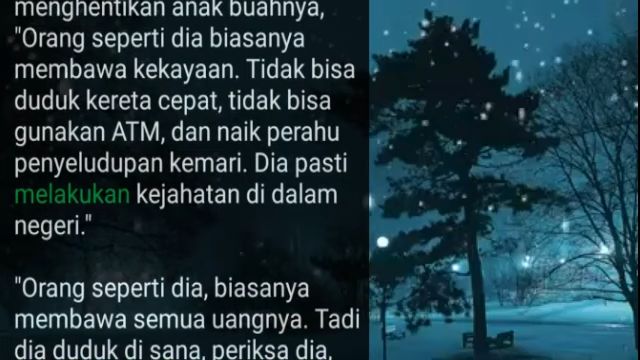 menghentikan anak buahnya,
"Orang seperti dia biasanya
membawa kekayaan. Tidak bisa
duduk kereta cepat, tidak bisa
gunakan ATM, dan naik perahu
penyeludupan kemari. Dia pasti
melakukan kejahatan di dalam
negeri."
"Orang seperti dia, biasanya
membawa semua uangnya. Tadi
dia duduk di sana, periksa dia,